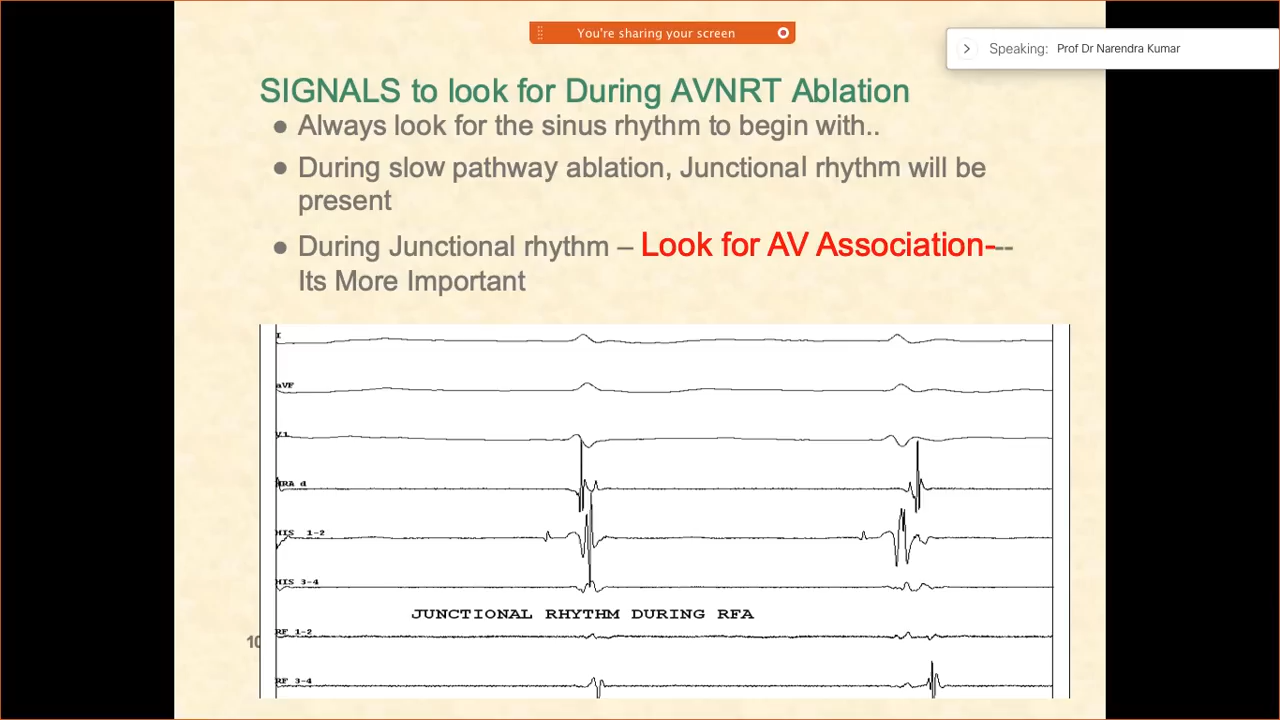 You're sharing your screen
Speaking: Prof Dr Narendra Kumar
SIGNALS to look for During AVNRT Ablation
● Always look for the sinus rhythm to begin with..
● During slow pathway ablation, Junctional rhythm will be
present
● During Junctional rhythm – Look for AV Association---
Its More Important
I
aVF
V1
HRA d
HIS 1-2
HIS 3-4
JUNCTIONAL RHYTHM DURING RFA
RF 1-2
10
RF 3-4